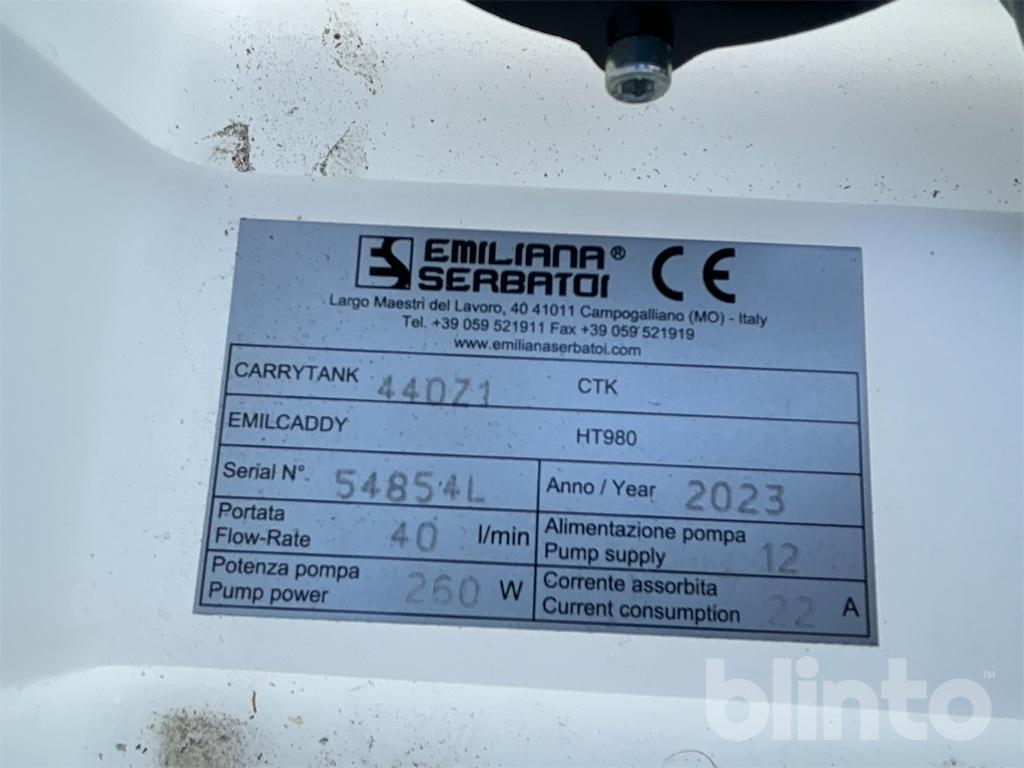 EMILIANA®
SERBATOI
CE
Largo Maestri del Lavoro, 40 41011 Campogalliano (MO) - Italy
Tel. +39 059 521911 Fax +39 059 521919
www.emilianaserbatoi.com
CARRYTANK 440Z1 CTK
EMILCADDY HT980
Serial N°. 54854L Anno / Year 2023
Portata
Flow-Rate 40 l/min
Alimentazione pompa
Pump supply 12
Potenza pompa
Pump power 260 W
Corrente assorbita
Current consumption 22 A
blinto™